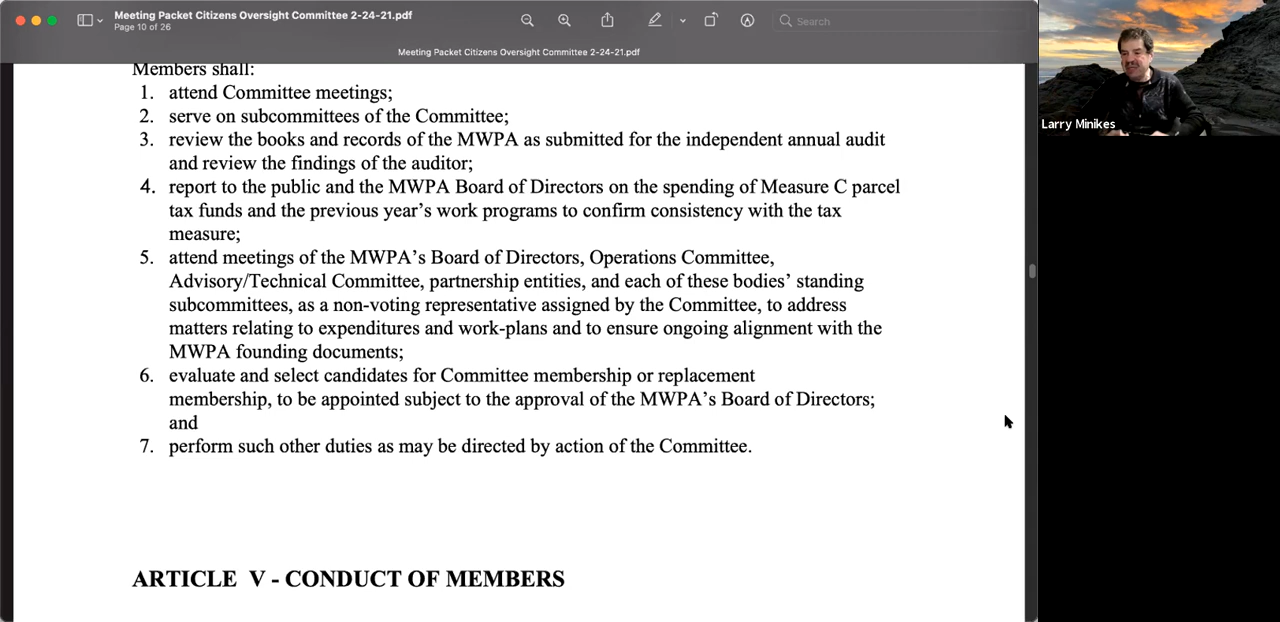 Meeting Packet Citizens Oversight Committee 2-24-21.pdf
Page 10 of 26
Search
Meeting Packet Citizens Oversight Committee 2-24-21.pdf
Members shall:
1. attend Committee meetings;
2. serve on subcommittees of the Committee;
3. review the books and records of the MWPA as submitted for the independent annual audit
and review the findings of the auditor;
4. report to the public and the MWPA Board of Directors on the spending of Measure C parcel
tax funds and the previous year’s work programs to confirm consistency with the tax
measure;
5. attend meetings of the MWPA’s Board of Directors, Operations Committee,
Advisory/Technical Committee, partnership entities, and each of these bodies’ standing
subcommittees, as a non-voting representative assigned by the Committee, to address
matters relating to expenditures and work-plans and to ensure ongoing alignment with the
MWPA founding documents;
6. evaluate and select candidates for Committee membership or replacement
membership, to be appointed subject to the approval of the MWPA’s Board of Directors;
and
7. perform such other duties as may be directed by action of the Committee.
ARTICLE V - CONDUCT OF MEMBERS
Larry Minikes